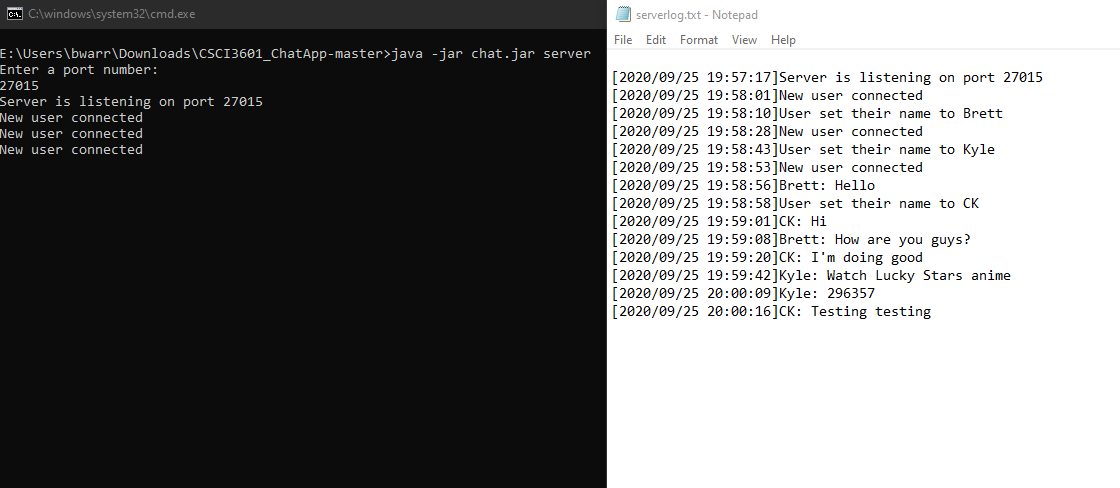 C:\windows\system32\cmd.exe
E:\Users\bwarr\Downloads\CSCI3601_ChatApp-master>java -jar chat.jar server
Enter a port number:
27015
Server is listening on port 27015
New user connected
New user connected
New user connected
serverlog.txt - Notepad
File Edit Format View Help
[2020/09/25 19:57:17]Server is listening on port 27015
[2020/09/25 19:58:01]New user connected
[2020/09/25 19:58:10]User set their name to Brett
[2020/09/25 19:58:28]New user connected
[2020/09/25 19:58:43]User set their name to Kyle
[2020/09/25 19:58:53]New user connected
[2020/09/25 19:58:56]Brett: Hello
[2020/09/25 19:58:58]User set their name to CK
[2020/09/25 19:59:01]CK: Hi
[2020/09/25 19:59:08]Brett: How are you guys?
[2020/09/25 19:59:20]CK: I'm doing good
[2020/09/25 19:59:42]Kyle: Watch Lucky Stars anime
[2020/09/25 20:00:09]Kyle: 296357
[2020/09/25 20:00:16]CK: Testing testing